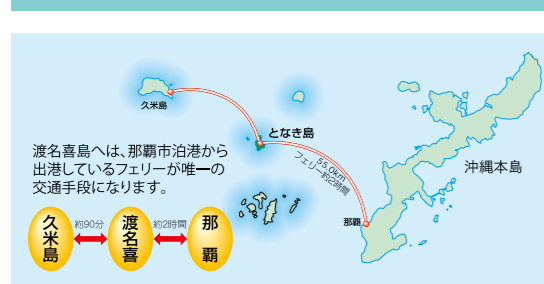 久米島
となき島
55.0km
フェリー約2時間
沖縄本島
那覇
渡名喜島へは、那覇市泊港から
出港しているフェリーが唯一の
交通手段になります。
久米島 約90分 渡名喜 約2時間 那覇